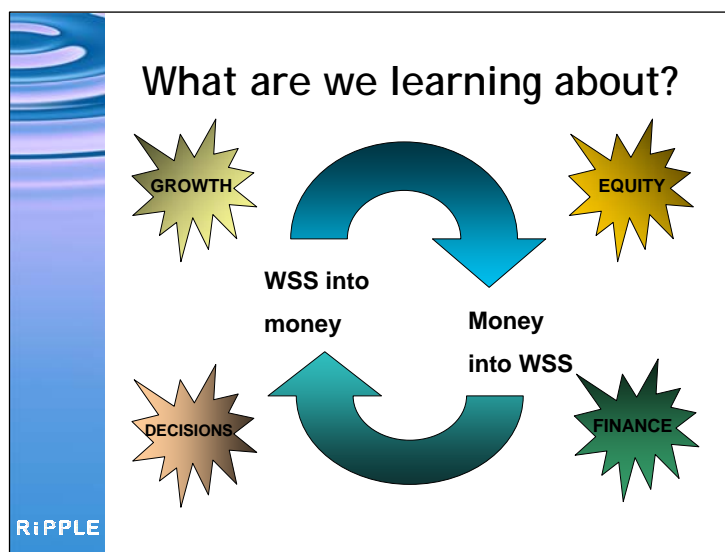 What are we learning about?
GROWTH
EQUITY
WSS into
money
Money
into WSS
DECISIONS
FINANCE
RiPPLE